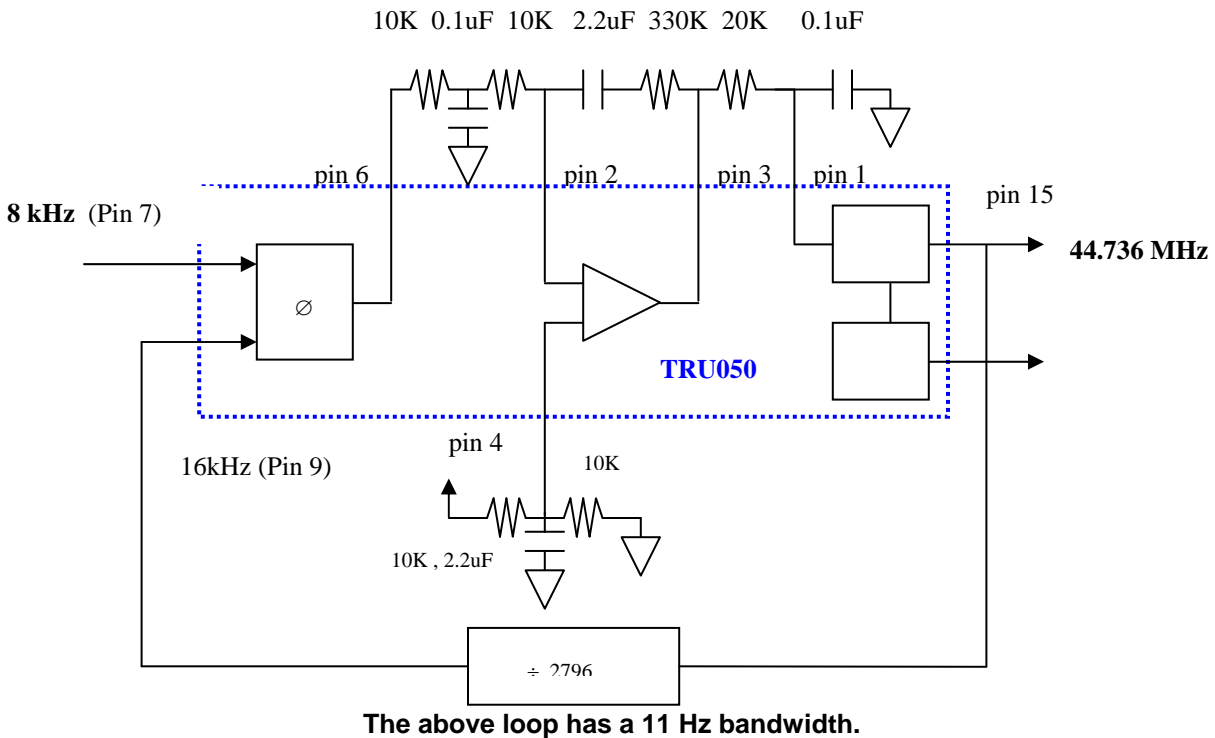 10K 0.1uF 10K 2.2uF 330K 20K 0.1uF
pin 6
pin 2
pin 3
pin 1
pin 15
8 kHz (Pin 7)
44.736 MHz
∅
TRU050
pin 4
16kHz (Pin 9)
10K
10K , 2.2uF
÷ 2796
The above loop has a 11 Hz bandwidth.